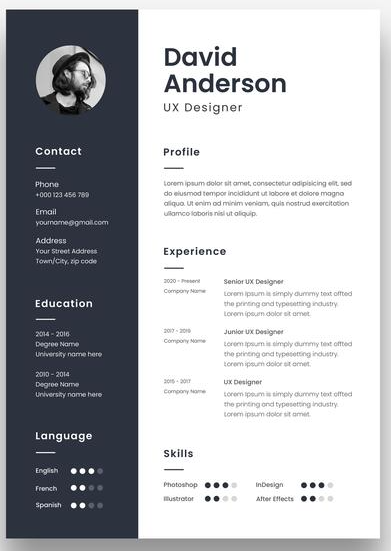 David
Anderson
UX Designer
Contact
Phone
+000 123 456 789
Email
yourname@gmail.com
Address
Your Street Address
Town/City, zip code
Education
2014 - 2016
Degree Name
University name here
2010 - 2014
Degree Name
University name here
Language
English
French
Spanish
Profile
Lorem ipsum dolor sit amet, consectetur adipisicing elit, sed
do eiusmod tempor incididunt ut labore et dolore magna
aliqua. Ut enim ad minim veniam, quis nostrud exercitation
ullamco laboris nisi ut aliquip.
Experience
2020 - Present
Company Name
Senior UX Designer
Lorem Ipsum is simply dummy text offted
the printing and typesetting industry.
Lorem ipsum dolor sit amet.
2017 - 2019
Company Name
Junior UX Designer
Lorem Ipsum is simply dummy text offted
the printing and typesetting industry.
Lorem ipsum dolor sit amet.
2015 - 2017
Company Name
UX Designer
Lorem Ipsum is simply dummy text offted
the printing and typesetting industry.
Lorem ipsum dolor sit amet.
Skills
Photoshop InDesign
Illustrator After Effects